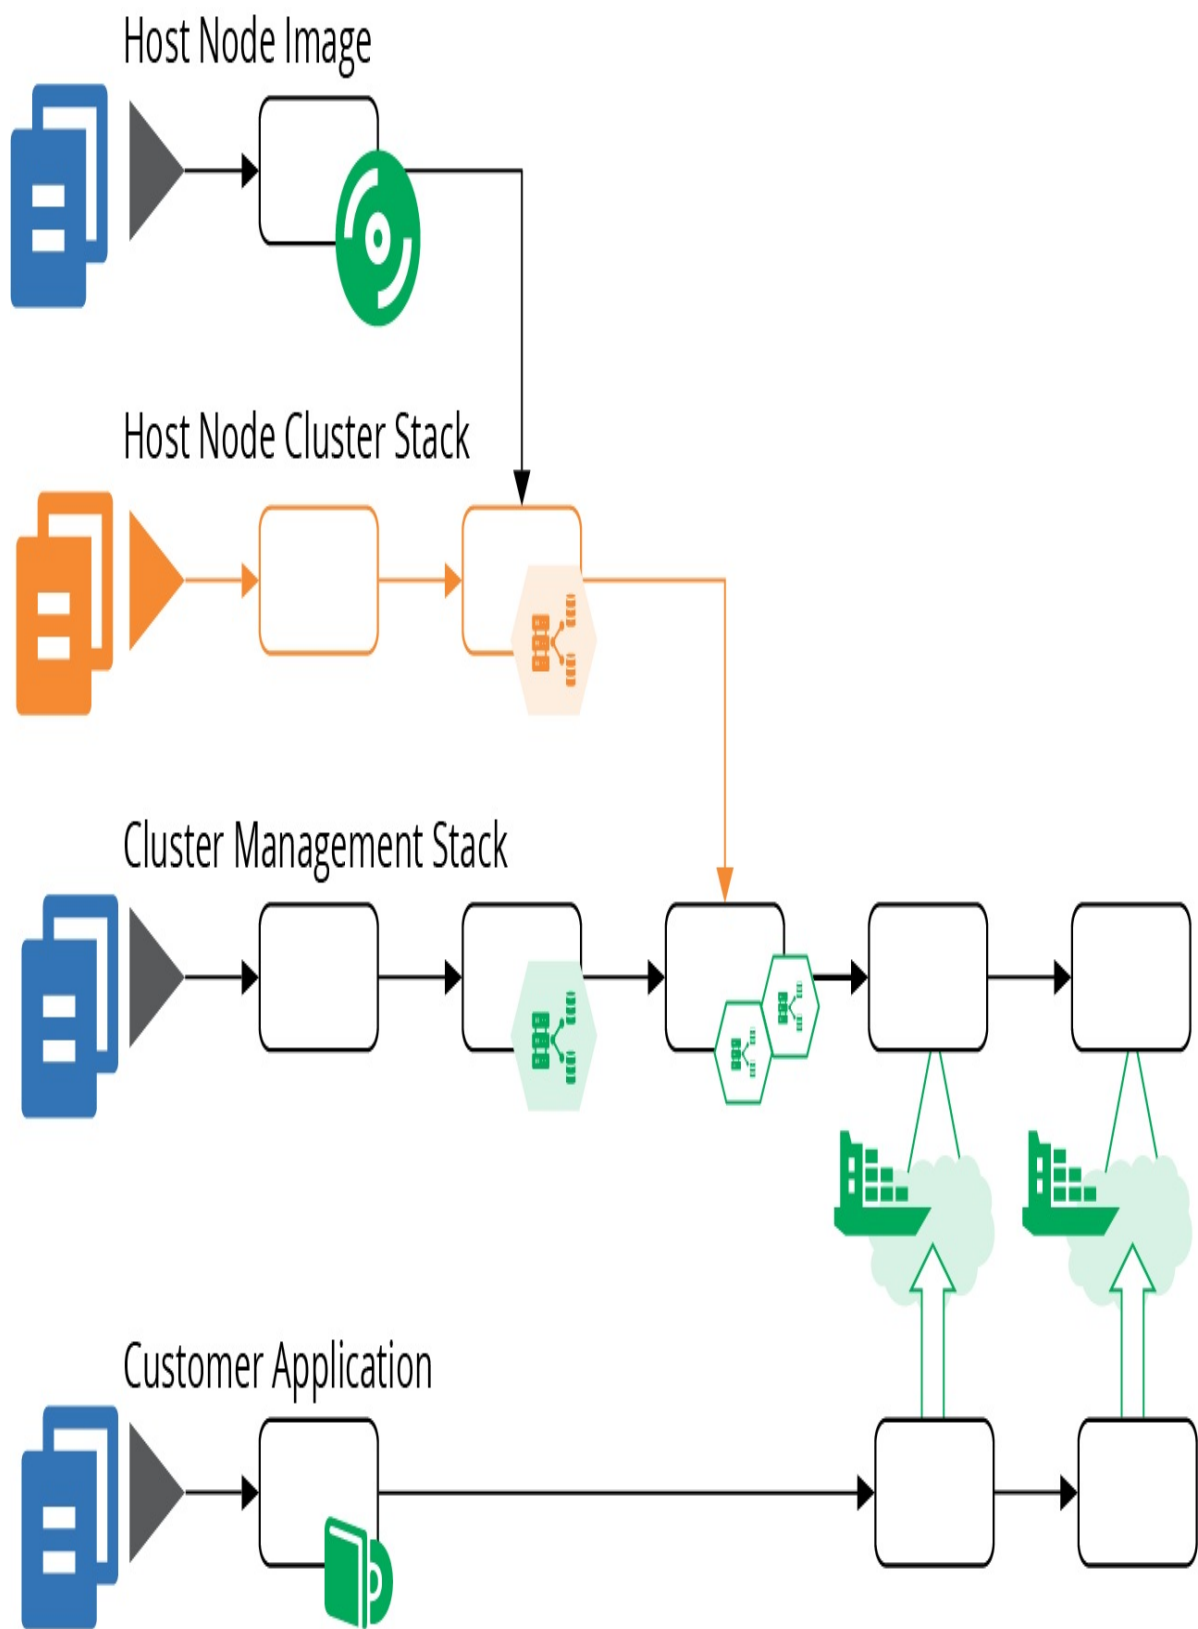 Host Node Image
Host Node Cluster Stack
Cluster Management Stack
Customer Application